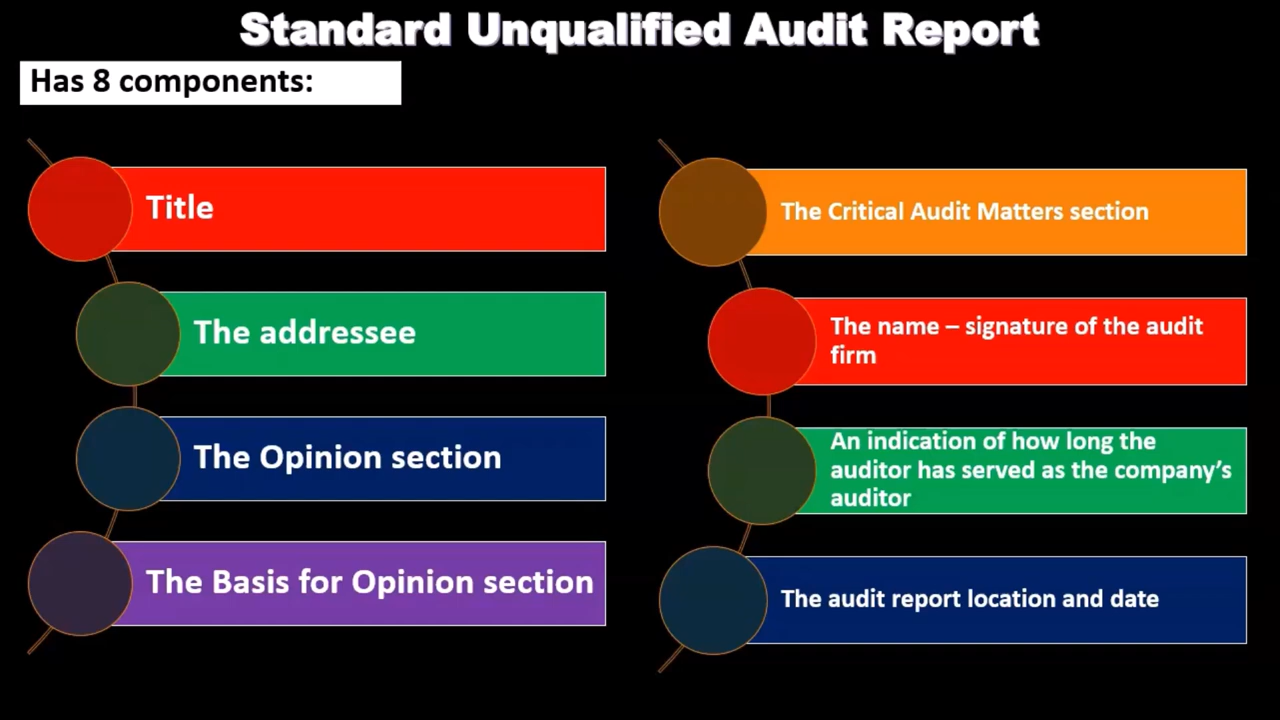 Standard Unqualified Audit Report
Has 8 components:
Title
The addressee
The Opinion section
The Basis for Opinion section
The Critical Audit Matters section
The name – signature of the audit
firm
An indication of how long the
auditor has served as the company’s
auditor
The audit report location and date